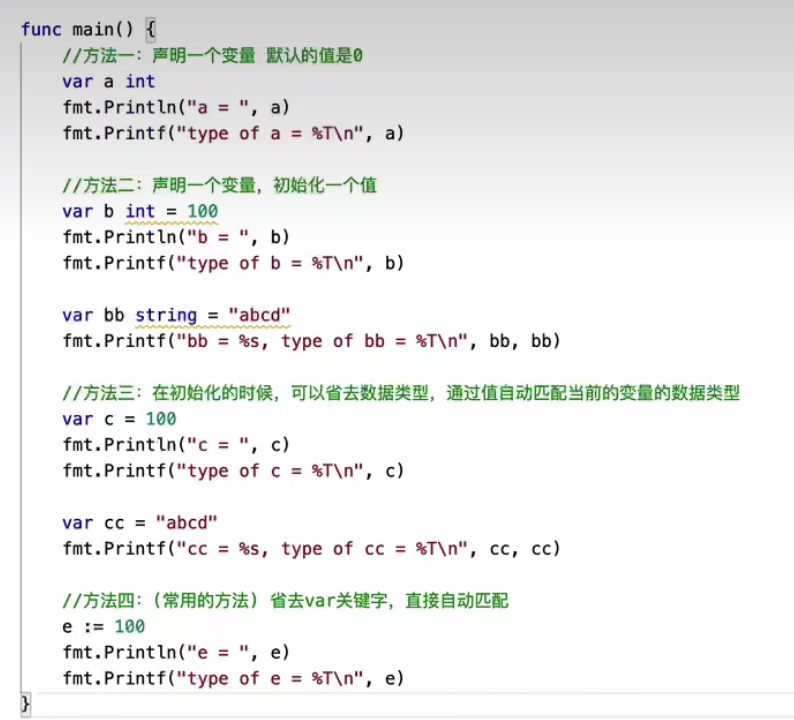 func main() {
//方法一：声明一个变量 默认的值是0
var a int
fmt.Println("a = ", a)
fmt.Printf("type of a = %T\n", a)
//方法二：声明一个变量，初始化一个值
var b int = 100
fmt.Println("b = ", b)
fmt.Printf("type of b = %T\n", b)
var bb string = "abcd"
fmt.Printf("bb = %s, type of bb = %T\n", bb, bb)
//方法三：在初始化的时候，可以省去数据类型，通过值自动匹配当前的变量的数据类型
var c = 100
fmt.Println("c = ", c)
fmt.Printf("type of c = %T\n", c)
var cc = "abcd"
fmt.Printf("cc = %s, type of cc = %T\n", cc, cc)
//方法四：(常用的方法) 省去var关键字，直接自动匹配
e := 100
fmt.Println("e = ", e)
fmt.Printf("type of e = %T\n", e)
}